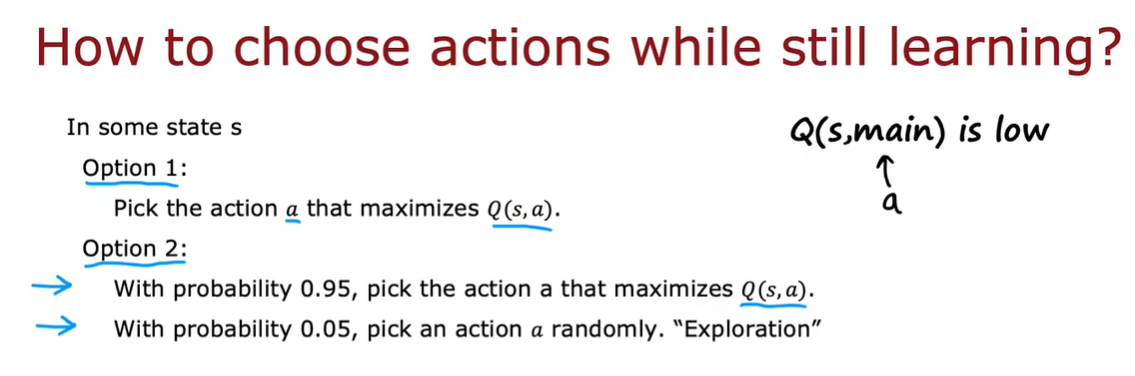 How to choose actions while still learning?
In some state s
Q(s,main) is low
Option 1:
a
Pick the action a that maximizes Q(s,a).
Option 2:
With probability 0.95, pick the action a that maximizes Q(s,a).
With probability 0.05, pick an action a randomly. “Exploration”